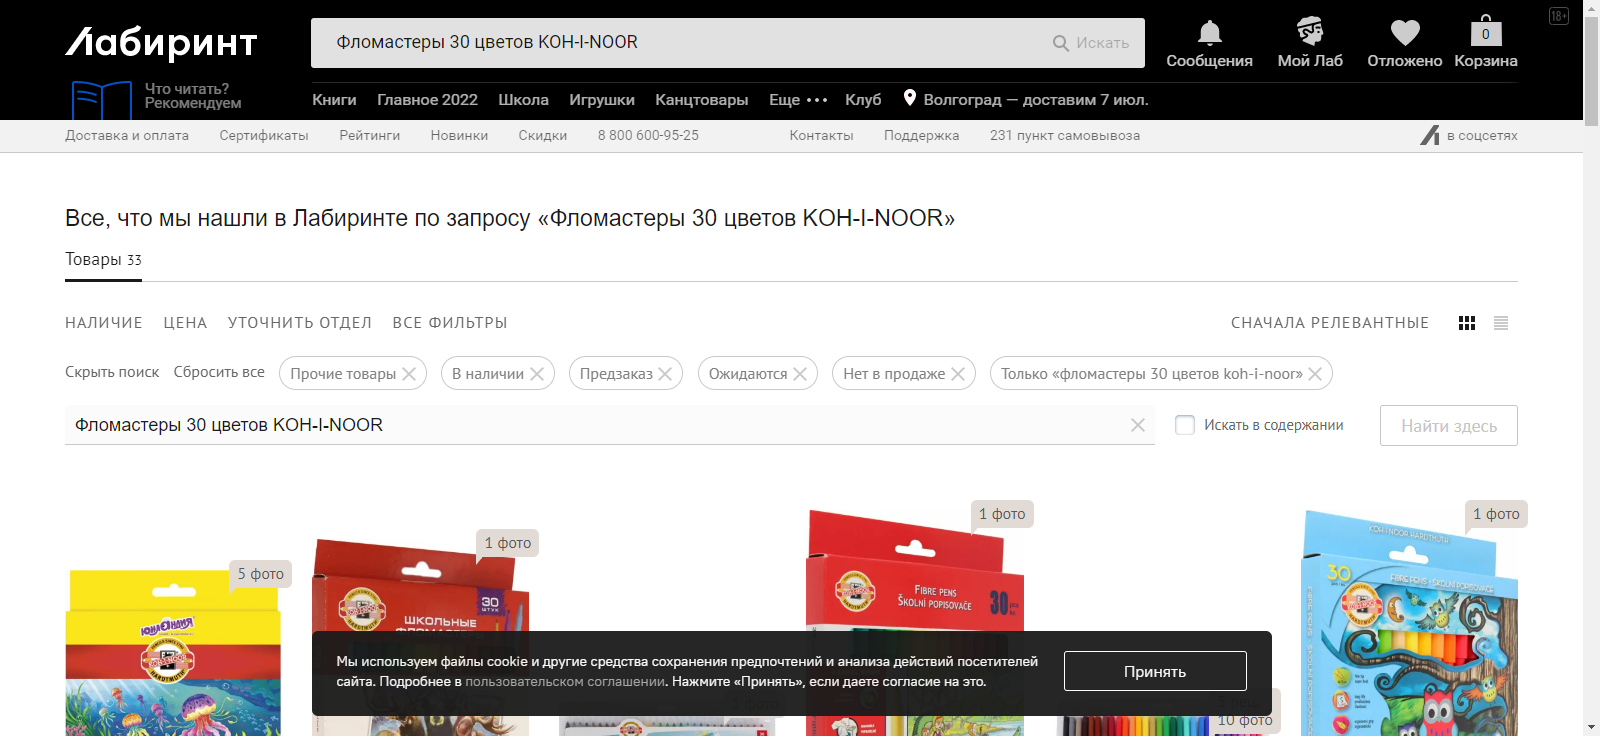 18+
Лабиринт
Фломастеры 30 цветов KOH-I-NOOR
Искать
Сообщения
Мой Лаб
Отложено
0
Корзина
Что читать?
Рекомендуем
Книги Главное 2022 Школа Игрушки Канцтовары Еще ••• Клуб Волгоград — доставим 7 июл.
Доставка и оплата Сертификаты Рейтинги Новинки Скидки 8 800 600-95-25 Контакты Поддержка 231 пункт самовывоза в соцсетях
Все, что мы нашли в Лабиринте по запросу «Фломастеры 30 цветов KOH-I-NOOR»
Товары 33
НАЛИЧИЕ ЦЕНА УТОЧНИТЬ ОТДЕЛ ВСЕ ФИЛЬТРЫ СНАЧАЛА РЕЛЕВАНТНЫЕ
Скрыть поиск Сбросить все Прочие товары В наличии Предзаказ Ожидаются Нет в продаже Только «фломастеры 30 цветов koh-i-noor»
Фломастеры 30 цветов KOH-I-NOOR
Искать в содержании
Найти здесь
5 фото
1 фото
1 фото
1 фото
30
ШТУК
ШКОЛЬНЫЕ
FIBRE PENS
ŠKOLNÍ POPISOVAČE
30
KOH-I-NOOR HARDTMUTH
30
FIBRE PENS • ŠKOLNÍ POPISOVAČE
HARDTMUTH
Мы используем файлы cookie и другие средства сохранения предпочтений и анализа действий посетителей
сайта. Подробнее в пользовательском соглашении. Нажмите «Принять», если даете согласие на это.
Принять
10 фото